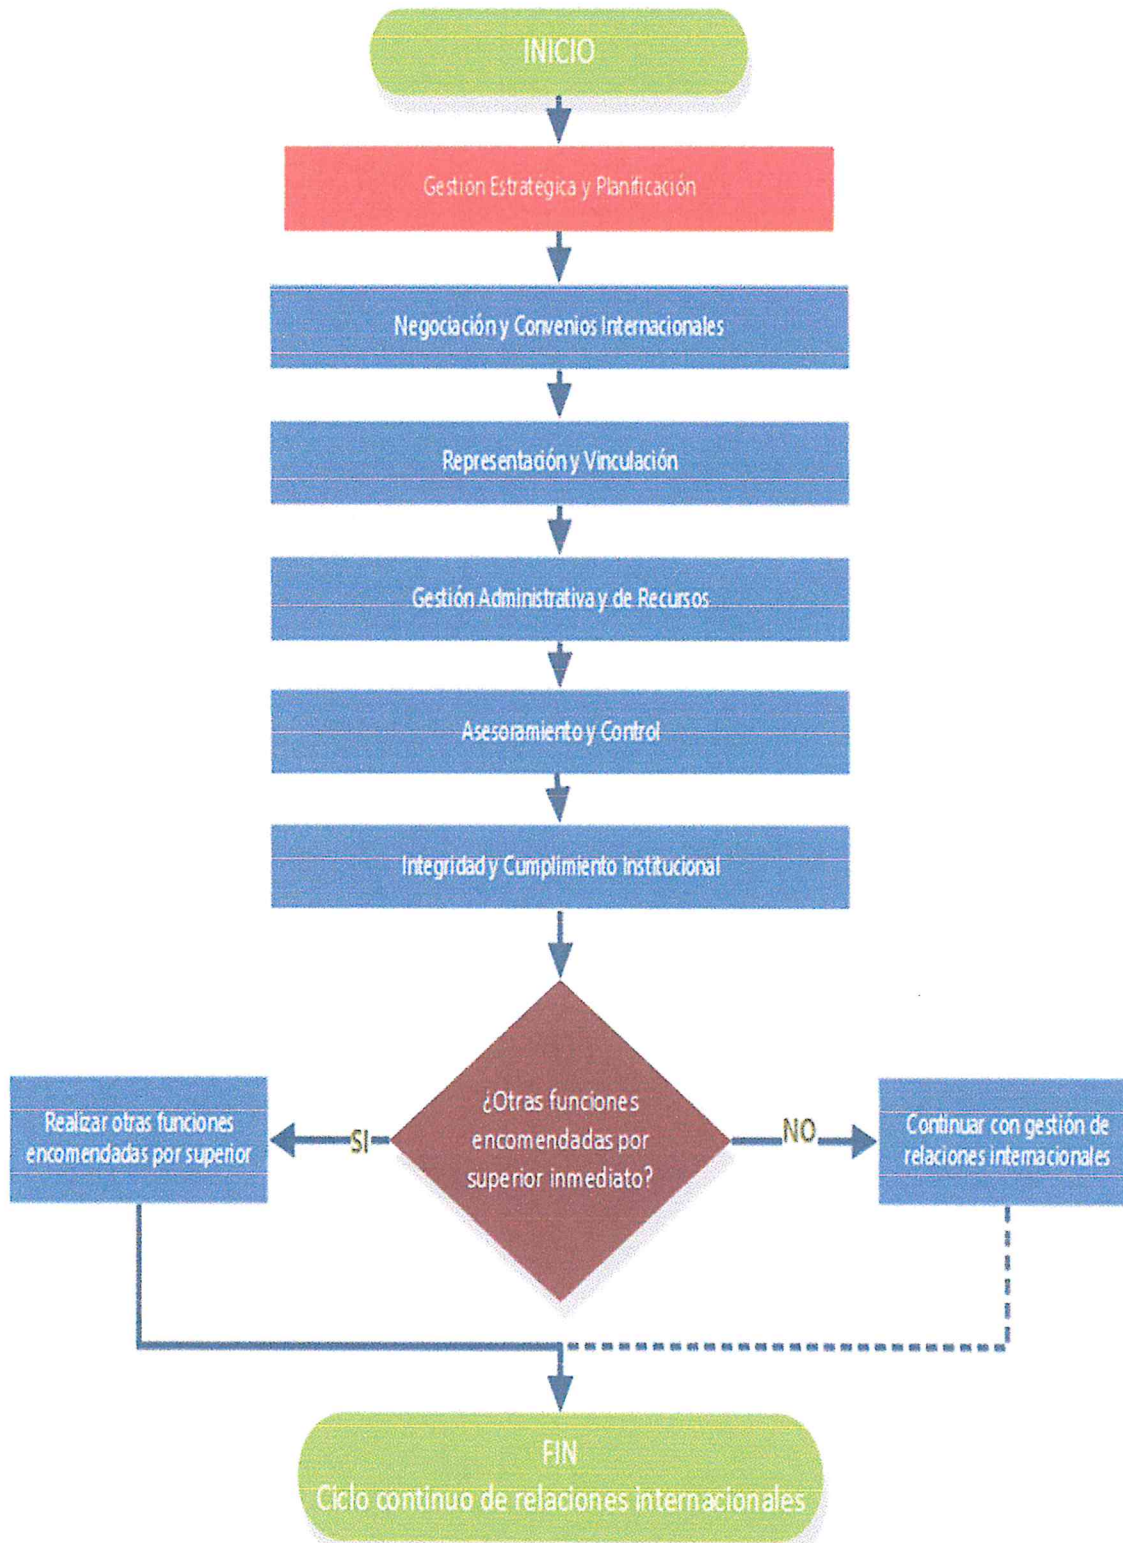 INICIO
Gestión Estratégica y Planificación
Negociación y Convenios Internacionales
Representación y Vinculación
Gestión Administrativa y de Recursos
Asesoramiento y Control
Integridad y Cumplimiento Institucional
¿Otras funciones
encomendadas por
superior inmediato?
SI
Realizar otras funciones
encomendadas por superior
NO
Continuar con gestión de
relaciones internacionales
FIN
Ciclo continuo de relaciones internacionales